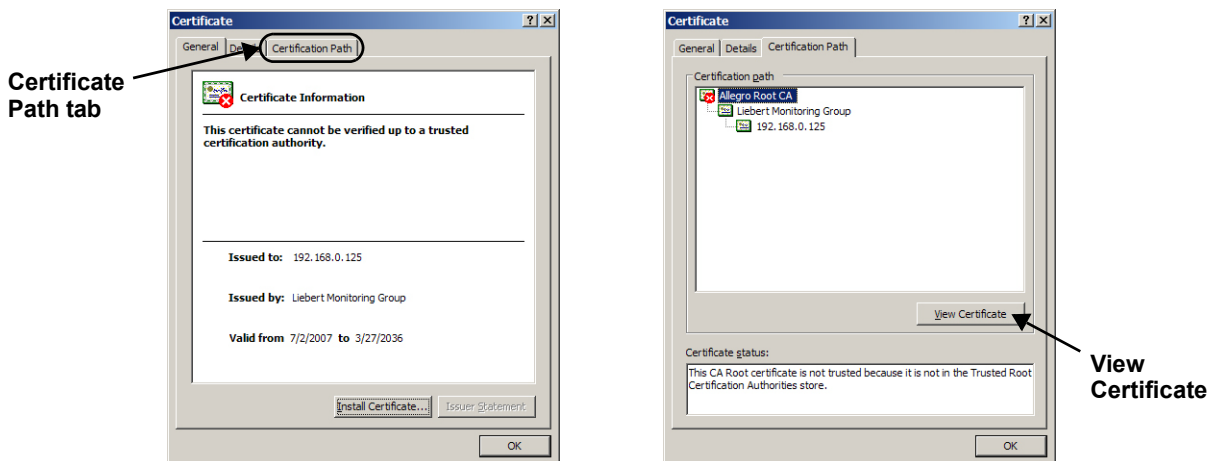 Certificate
General
Details
Certification Path
Certificate
Path tab
Certificate Information
This certificate cannot be verified up to a trusted
certification authority.
Issued to: 192.168.0.125
Issued by: Liebert Monitoring Group
Valid from 7/2/2007 to 3/27/2036
Install Certificate...
Issuer Statement
OK
Certificate
General
Details
Certification Path
Certification path
Allegro Root CA
Liebert Monitoring Group
192.168.0.125
View Certificate
Certificate status:
This CA Root certificate is not trusted because it is not in the Trusted Root
Certification Authorities store.
OK
View
Certificate